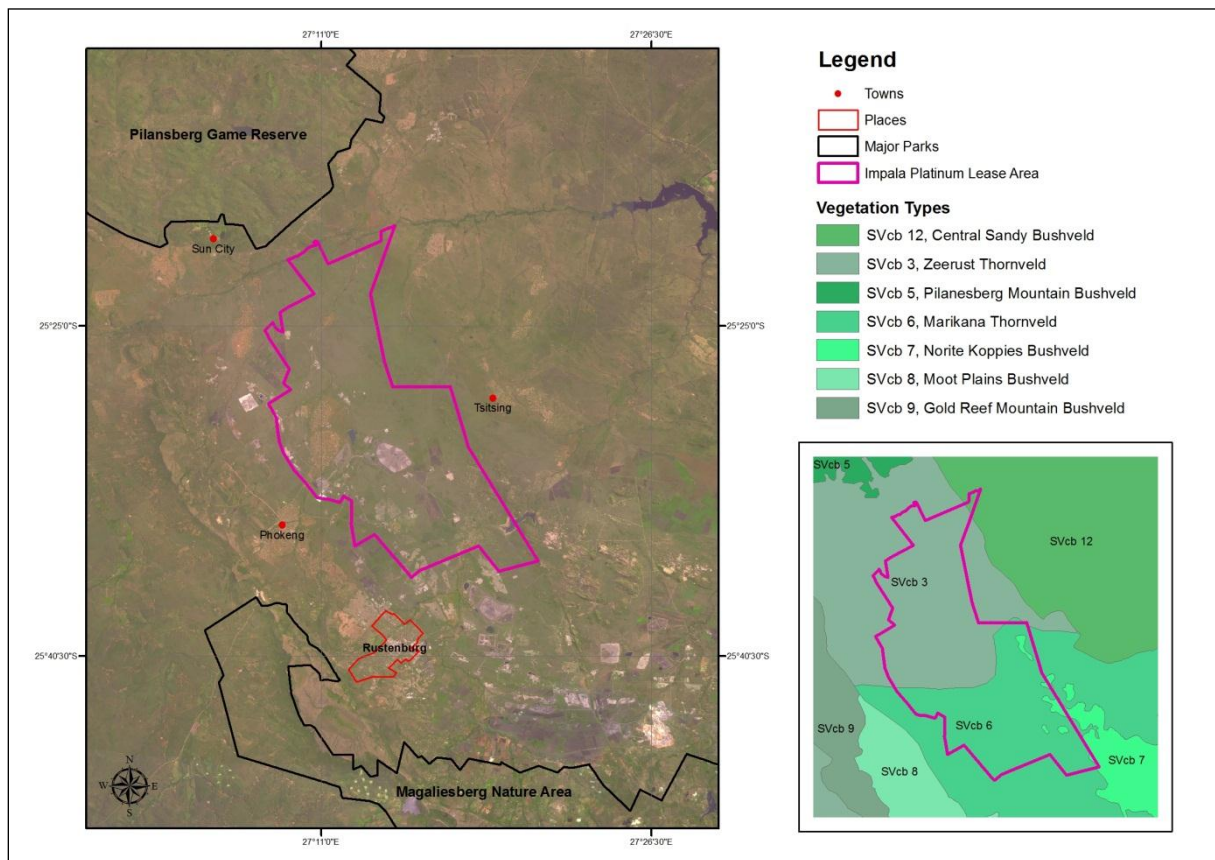 27°11'0"E
27°26'30"E
Pilansberg Game Reserve
Sun City
25°25'0"S
25°25'0"S
Tsitsing
Phokeng
25°40'30"S
Rustenburg
25°40'30"S
N
W E
S
Magaliesberg Nature Area
27°11'0"E
27°26'30"E
Legend
Towns
Places
Major Parks
Impala Platinum Lease Area
Vegetation Types
SVcb 12, Central Sandy Bushveld
SVcb 3, Zeerust Thornveld
SVcb 5, Pilanesberg Mountain Bushveld
SVcb 6, Marikana Thornveld
SVcb 7, Norite Koppies Bushveld
SVcb 8, Moot Plains Bushveld
SVcb 9, Gold Reef Mountain Bushveld
SVcb 5
SVcb 12
SVcb 3
SVcb 6
SVcb 9
SVcb 7
SVcb 8